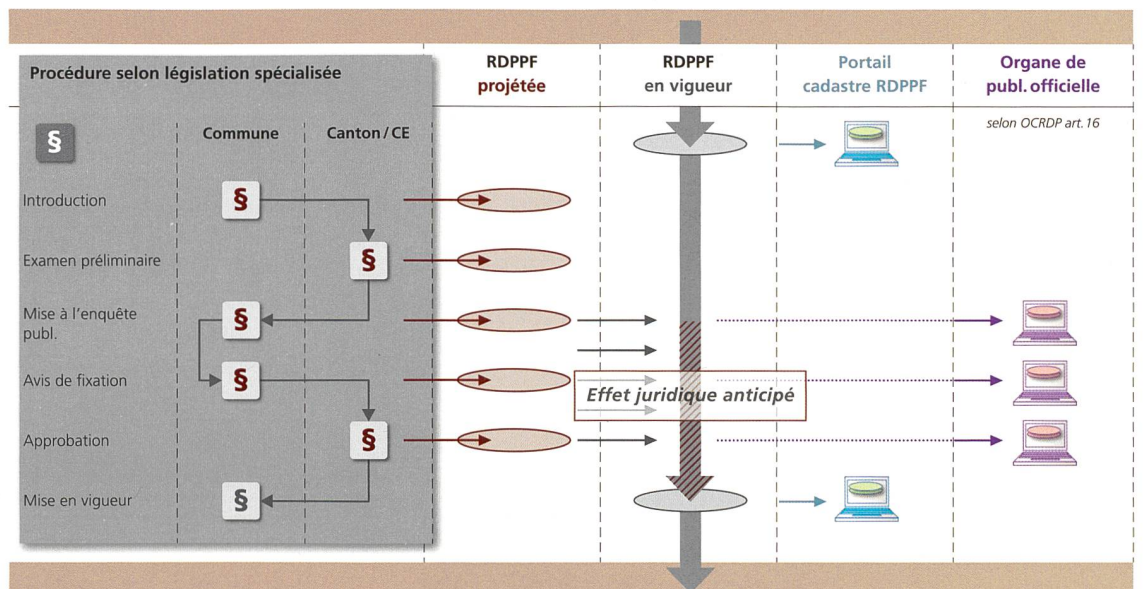 Procédure selon législation spécialisée
RDPPF
projetée
RDPPF
en vigueur
Portail
cadastre RDPPF
Organe de
publ. officielle
selon OCRDP art. 16
§
Commune
Canton / CE
Introduction
§
Examen préliminaire
§
Mise à l'enquête
publ.
§
Avis de fixation
§
Effet juridique anticipé
Approbation
§
Mise en vigueur
§